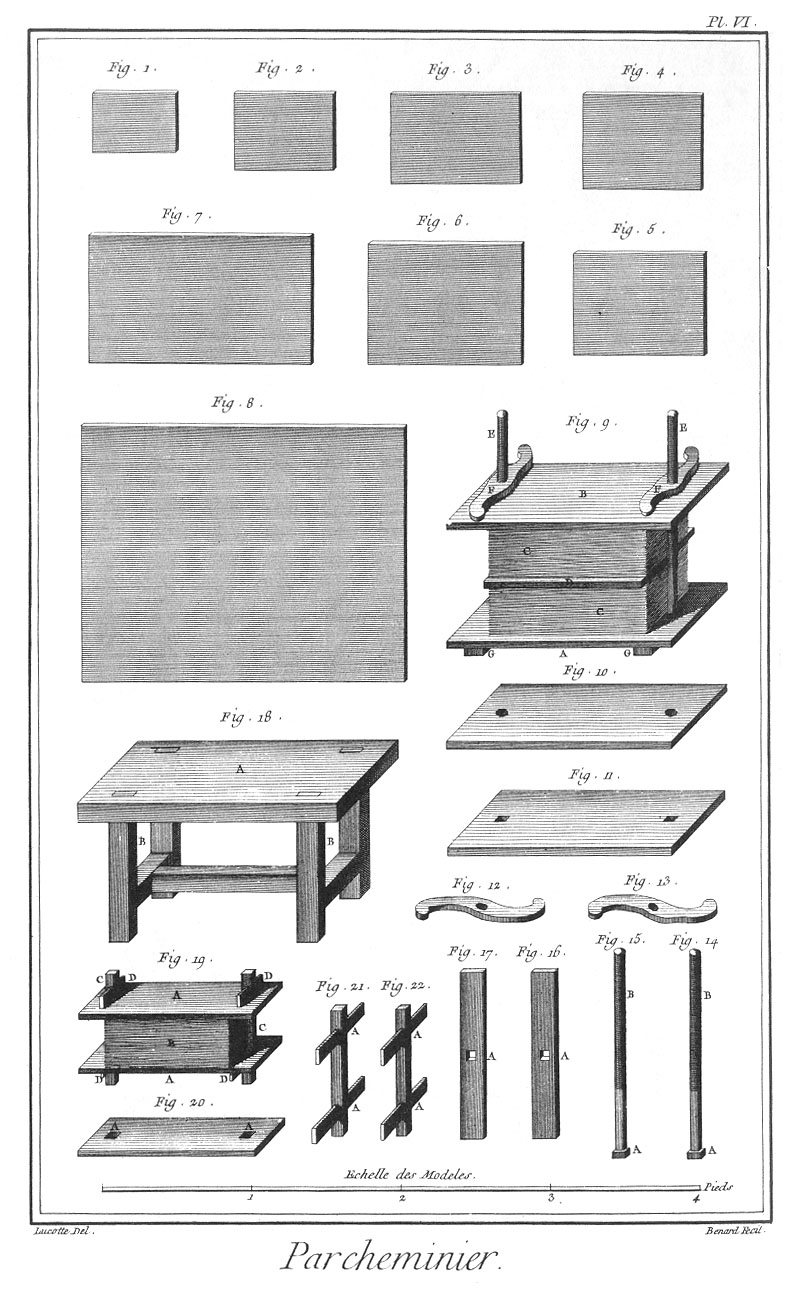 Pl. VI.
Fig. 1.
Fig. 2.
Fig. 3.
Fig. 4.
Fig. 7.
Fig. 6.
Fig. 5.
Fig. 8.
Fig. 9.
E
E
F
B
F
C
D
C
G
A
G
Fig. 10.
Fig. 18.
A
B
B
Fig. 11.
Fig. 12.
Fig. 13.
Fig. 19.
C
D
A
D
C
B
D
A
D
Fig. 21.
Fig. 22.
A
A
A
A
Fig. 17.
Fig. 16.
A
A
Fig. 15.
Fig. 14.
B
B
A
A
Fig. 20.
A
A
Echelle des Modeles.
1
2
3
4
Pieds
Lucotte Del.
Benard Fecit.
Parcheminier.